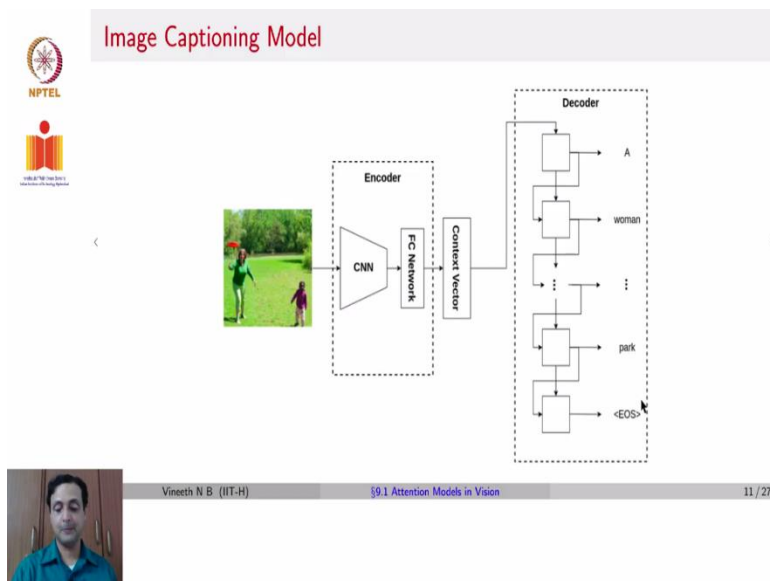 Image Captioning Model
NPTEL
Encoder
CNN
FC Network
Context Vector
Decoder
A
woman
...
...
park
<EOS>
Vineeth N B (IIT-H)
§9.1 Attention Models in Vision
11 / 27